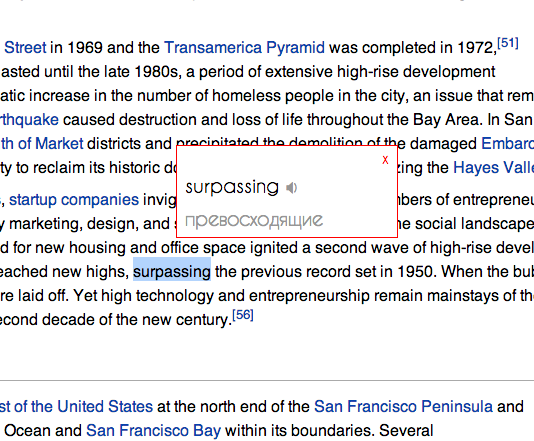 Street in 1969 and the Transamerica Pyramid was completed in 1972,[51]
asted until the late 1980s, a period of extensive high-rise development
atic increase in the number of homeless people in the city, an issue that rem
rthquake caused destruction and loss of life throughout the Bay Area. In San
th of Market districts and precipitated the demolition of the damaged Embarc
ty to reclaim its historic do
zing the Hayes Valle
x
surpassing
превосходящие
, startup companies invig
mbers of entrepreneu
y marketing, design, and s
he social landscape
d for new housing and office space ignited a second wave of high-rise devel
eached new highs, surpassing the previous record set in 1950. When the bub
re laid off. Yet high technology and entrepreneurship remain mainstays of th
econd decade of the new century.[56]
st of the United States at the north end of the San Francisco Peninsula and
Ocean and San Francisco Bay within its boundaries. Several